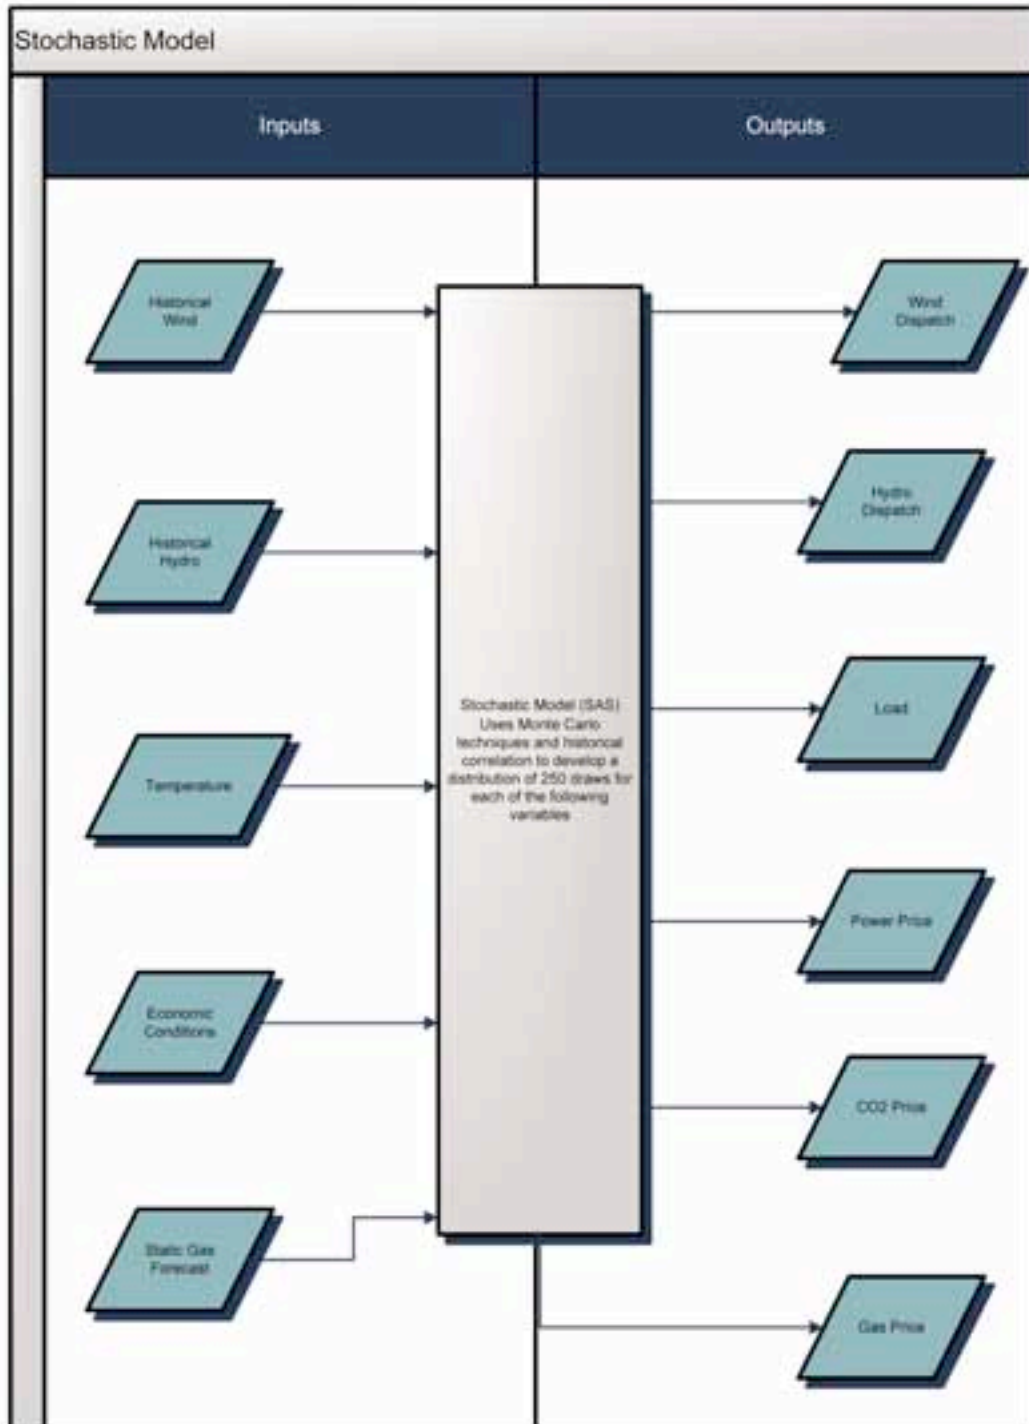 Stochastic Model
Inputs
Outputs
Historical
Wind
Wind
Dispatch
Hydro
Dispatch
Historical
Hydro
Load
Stochastic Model (SAS)
Uses Monte Carlo
techniques and historical
correlation to develop a
distribution of 250 draws for
each of the following
variables
Temperature
Power Price
Economic
Conditions
CO2 Price
Static Gas
Forecast
Gas Price